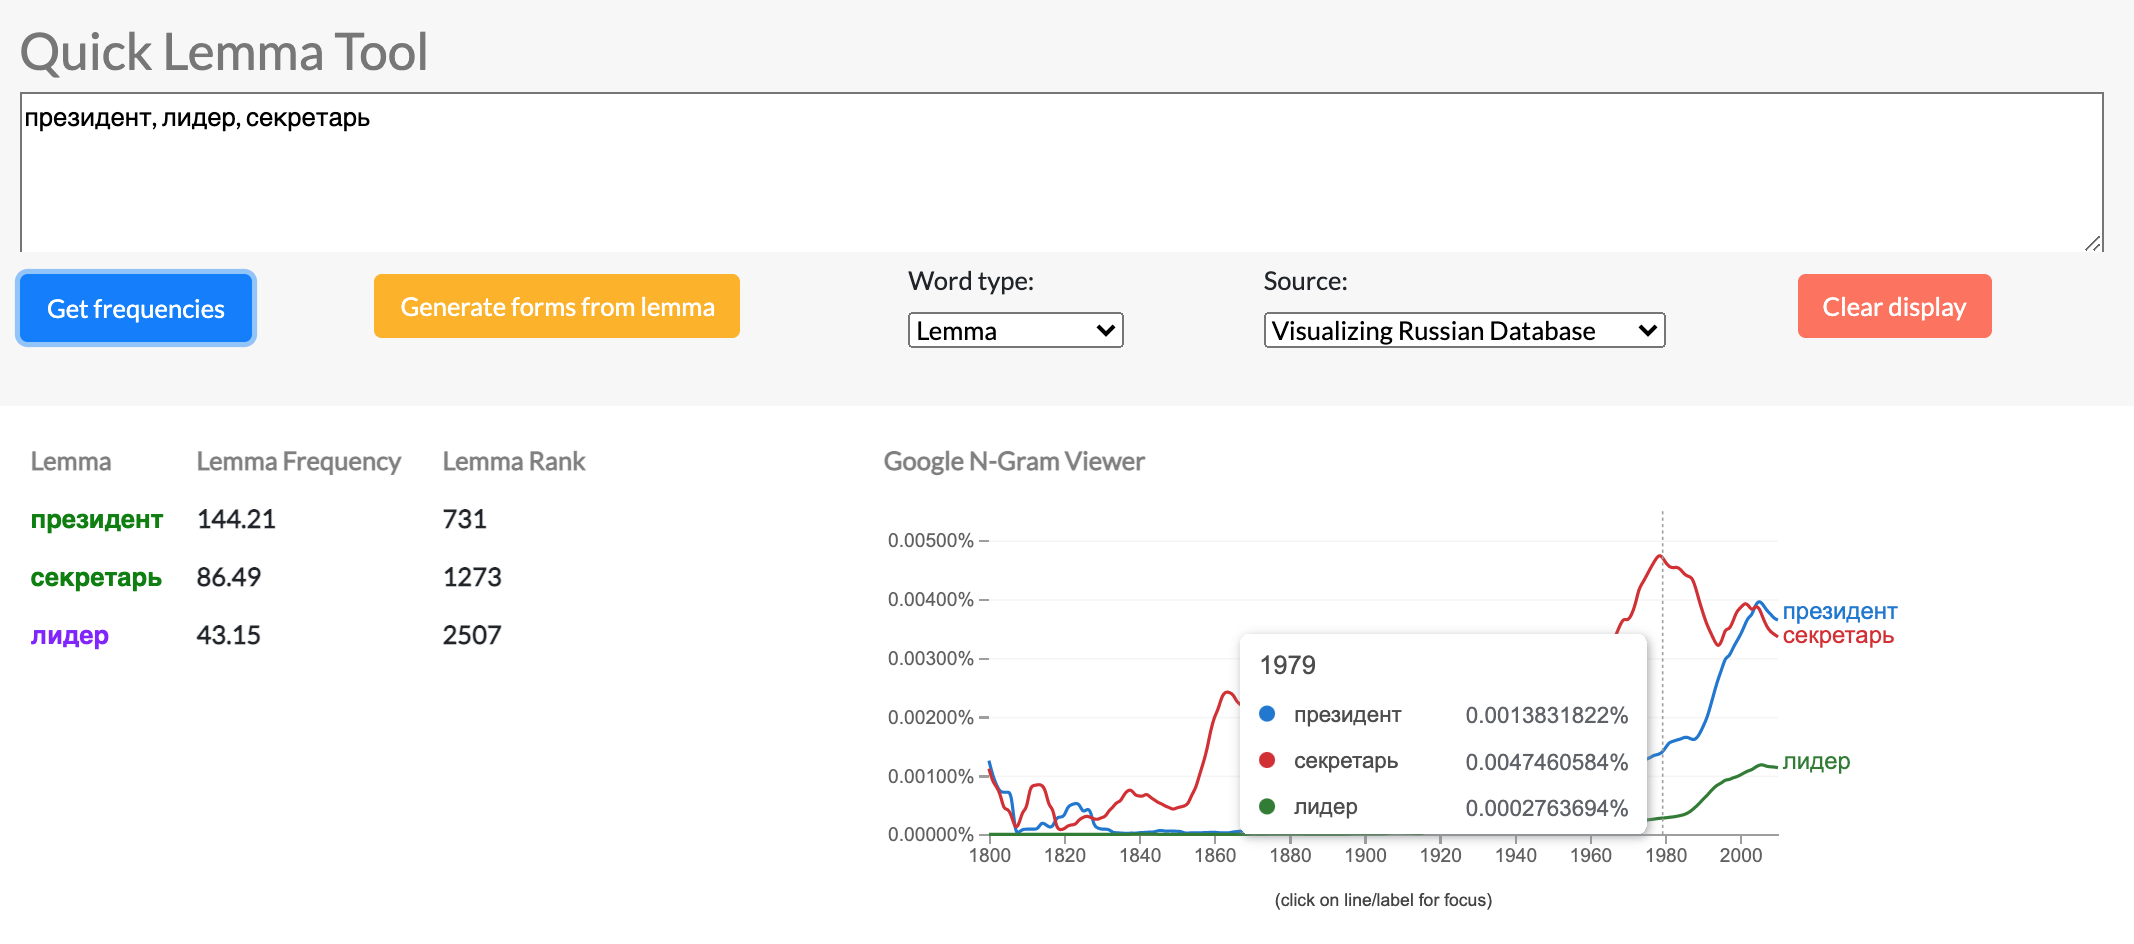 Quick Lemma Tool
президент, лидер, секретарь
Get frequencies
Generate forms from lemma
Word type:
Lemma
Source:
Visualizing Russian Database
Clear display
Lemma Lemma Frequency Lemma Rank
президент 144.21 731
секретарь 86.49 1273
лидер 43.15 2507
Google N-Gram Viewer
0.00500%
0.00400%
0.00300%
0.00200%
0.00100%
0.00000%
президент
секретарь
лидер
1979
президент 0.0013831822%
секретарь 0.0047460584%
лидер 0.0002763694%
1800 1820 1840 1860 1880 1900 1920 1940 1960 1980 2000
(click on line/label for focus)